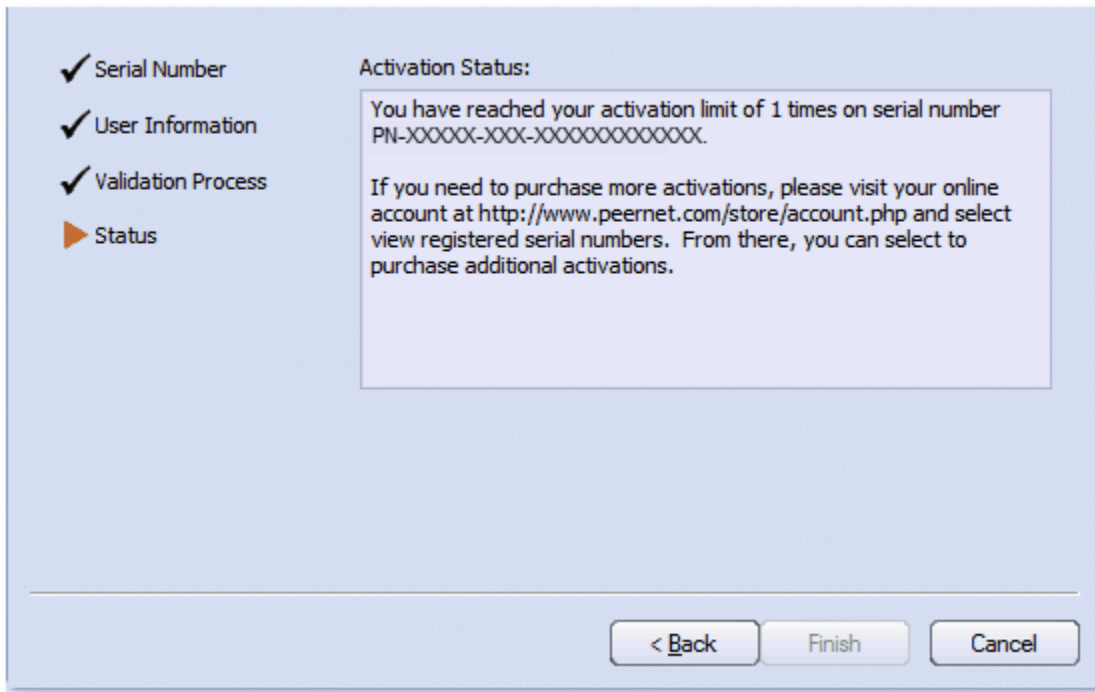 Serial Number
User Information
Validation Process
Status
Activation Status:
You have reached your activation limit of 1 times on serial number
PN-XXXXX-XXX-XXXXXXXXXXXX.
If you need to purchase more activations, please visit your online
account at http://www.peernet.com/store/account.php and select
view registered serial numbers.  From there, you can select to
purchase additional activations.
< Back
Finish
Cancel